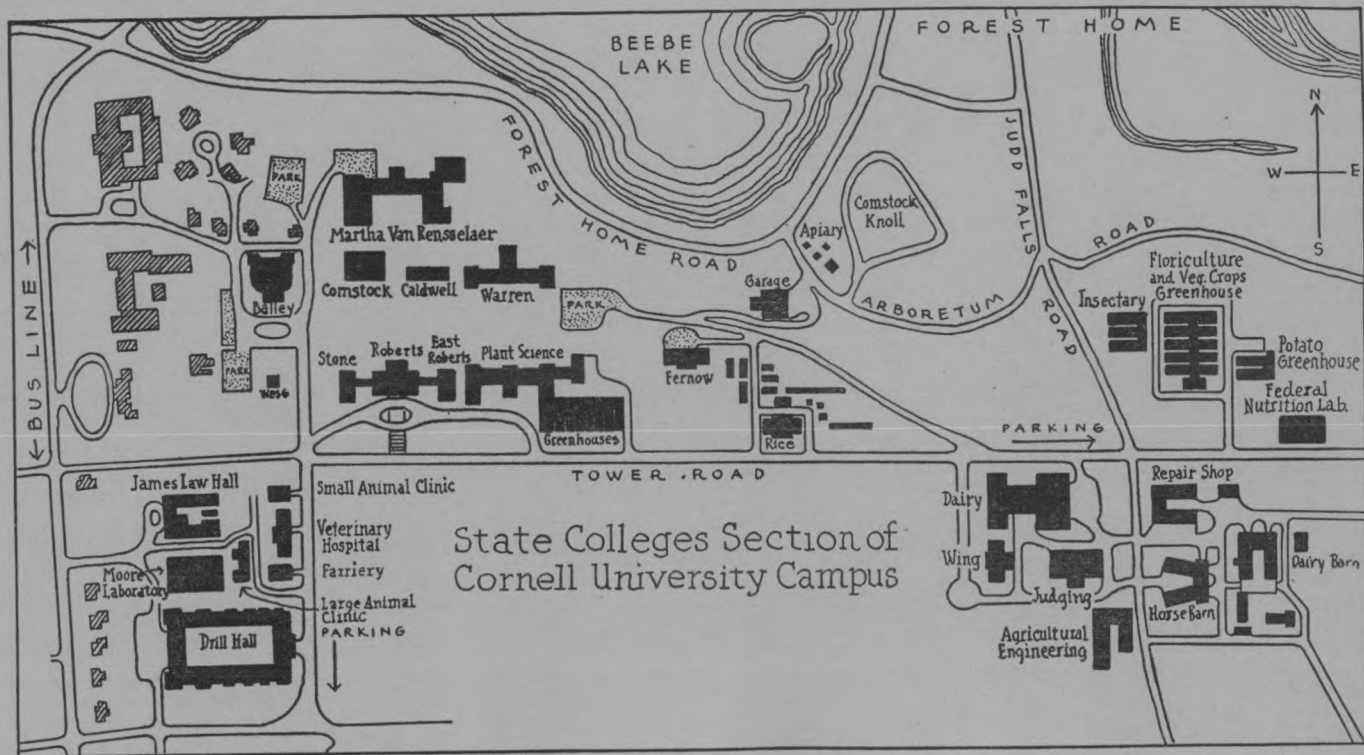 FOREST HOME
BEEBE
LAKE
N
W
E
S
JUDD FALLS
ROAD
FOREST HOME ROAD
PARK
Martha Van Rensselaer
Comstock
Knoll
Apiary
← BUS LINE →
Bailey
Comstock
Caldwell
Warren
PARK
Garage
ARBORETUM
ROAD
Insectary
Floriculture
and Veg. Crops
Greenhouse
Potato
Greenhouse
Federal
Nutrition Lab.
PARK
Stone
Roberts
East
Roberts
Plant Science
Fernow
Greenhouses
Rice
PARKING
TOWER ROAD
James Law Hall
Small Animal Clinic
Veterinary
Hospital
Farriery
Moore
Laboratory
Large Animal
Clinic
PARKING
Drill Hall
State Colleges Section of
Cornell University Campus
Dairy
Wing
Judging
Agricultural
Engineering
Repair Shop
Horse Barn
Dairy Barn